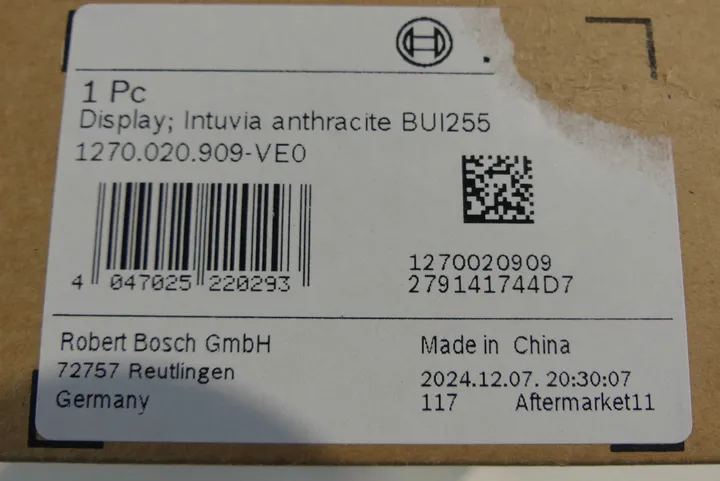 1 Pc
Display; Intuvia anthracite BUI255
1270.020.909-VE0
4 047025 220293
1270020909
279141744D7
Robert Bosch GmbH
72757 Reutlingen
Germany
Made in China
2024.12.07. 20:30:07
117 Aftermarket11